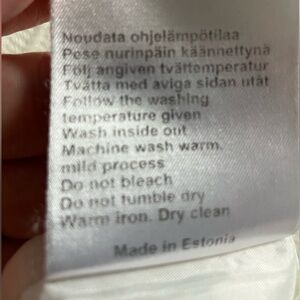 Noudata ohjelämpötilaa
Pese nurinpäin käännettynä
Följ angiven tvättemperatur
Tvätta med aviga sidan utåt
Follow the washing
temperature given
Wash inside out
Machine wash warm.
mild process
Do not bleach
Do not tumble dry
Warm iron. Dry clean
Made in Estonia